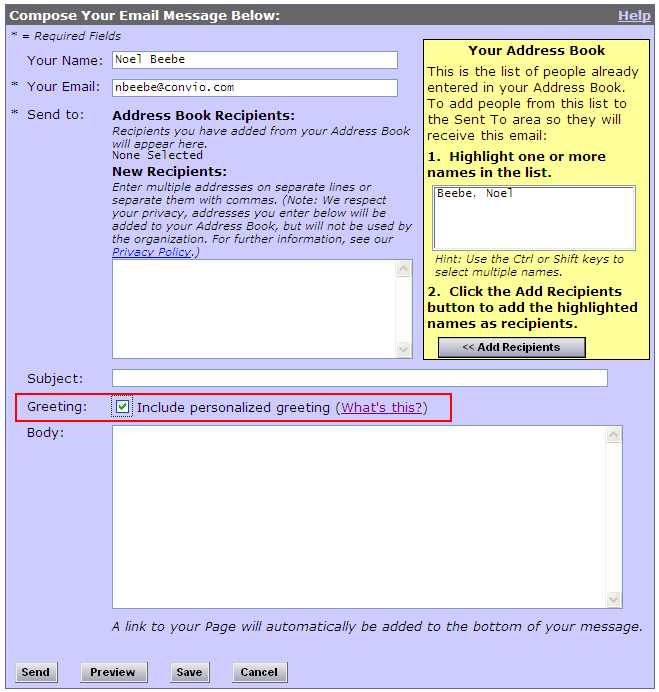 Compose Your Email Message Below: Help
* = Required Fields
Your Name: Noel Beebe
* Your Email: nbeebe@convio.com
* Send to: Address Book Recipients:
Recipients you have added from your Address Book
will appear here.
None Selected
New Recipients:
Enter multiple addresses on separate lines or
separate them with commas. (Note: We respect
your privacy, addresses you enter below will be
added to your Address Book, but will not be used by
the organization. For further information, see our
Privacy Policy.)
Your Address Book
This is the list of people already
entered in your Address Book.
To add people from this list to
the Sent To area so they will
receive this email:
1. Highlight one or more
names in the list.
Beebe, Noel
Hint: Use the Ctrl or Shift keys to
select multiple names.
2. Click the Add Recipients
button to add the highlighted
names as recipients.
<< Add Recipients
Subject:
Greeting: Include personalized greeting (What's this?)
Body:
A link to your Page will automatically be added to the bottom of your message.
Send Preview Save Cancel